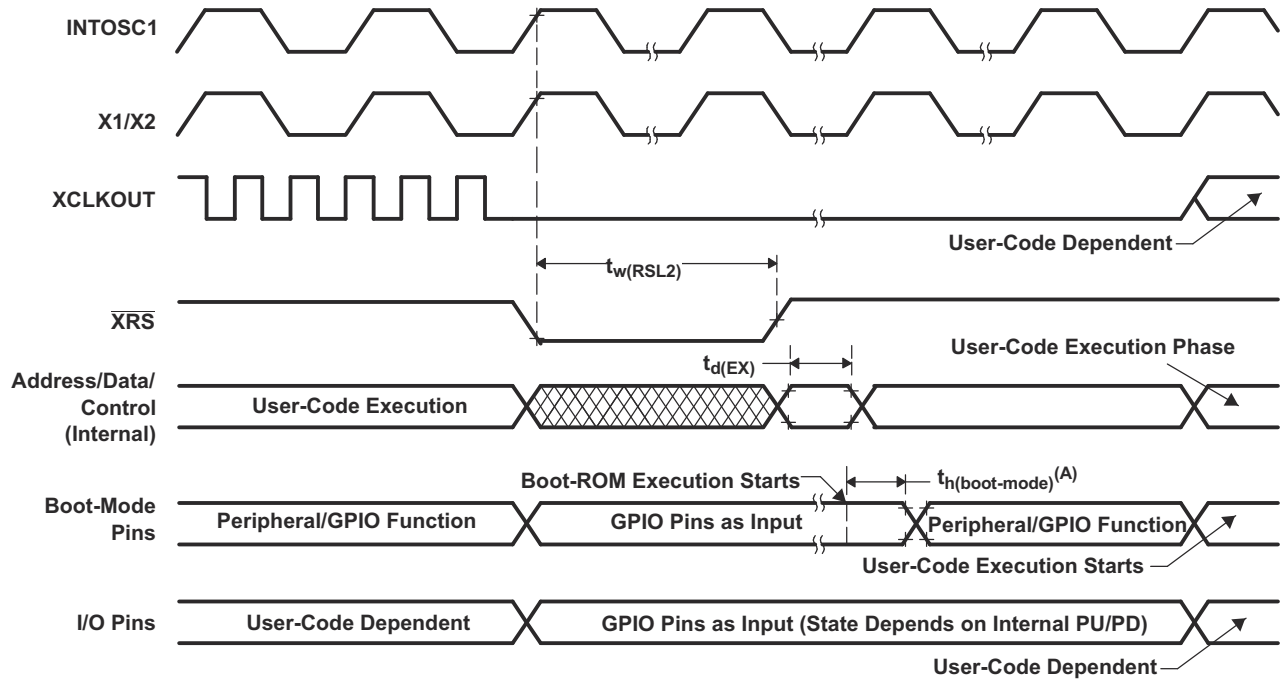 INTOSC1
X1/X2
XCLKOUT
User-Code Dependent
tw(RSL2)
XRS
User-Code Execution Phase
td(EX)
Address/Data/
Control
(Internal)
User-Code Execution
Boot-ROM Execution Starts
th(boot-mode)(A)
Boot-Mode
Pins
Peripheral/GPIO Function
GPIO Pins as Input
Peripheral/GPIO Function
User-Code Execution Starts
I/O Pins
User-Code Dependent
GPIO Pins as Input (State Depends on Internal PU/PD)
User-Code Dependent